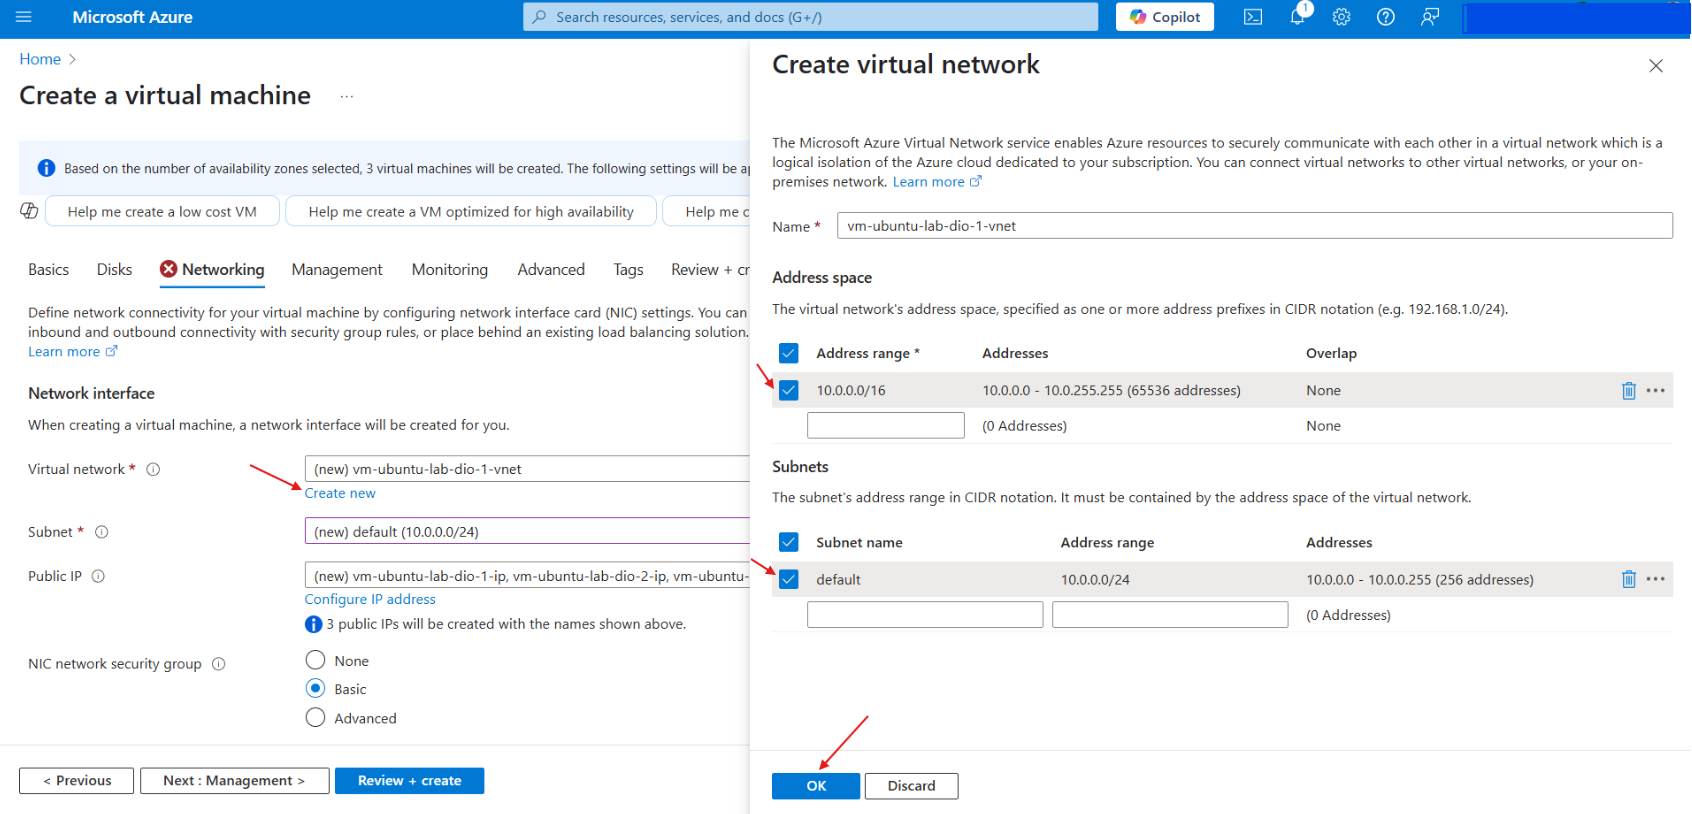 Microsoft Azure
Search resources, services, and docs (G+/)
Copilot
1
Home >
Create a virtual machine ...
Based on the number of availability zones selected, 3 virtual machines will be created. The following settings will be a
Help me create a low cost VM
Help me create a VM optimized for high availability
Help me c
Basics
Disks
Networking
Management
Monitoring
Advanced
Tags
Review + cr
Define network connectivity for your virtual machine by configuring network interface card (NIC) settings. You can
inbound and outbound connectivity with security group rules, or place behind an existing load balancing solution.
Learn more
Network interface
When creating a virtual machine, a network interface will be created for you.
Virtual network *
(new) vm-ubuntu-lab-dio-1-vnet
Create new
Subnet *
(new) default (10.0.0.0/24)
Public IP
(new) vm-ubuntu-lab-dio-1-ip, vm-ubuntu-lab-dio-2-ip, vm-ubuntu-
Configure IP address
3 public IPs will be created with the names shown above.
NIC network security group
None
Basic
Advanced
< Previous
Next : Management >
Review + create
Create virtual network
The Microsoft Azure Virtual Network service enables Azure resources to securely communicate with each other in a virtual network which is a
logical isolation of the Azure cloud dedicated to your subscription. You can connect virtual networks to other virtual networks, or your on-
premises network. Learn more
Name *
vm-ubuntu-lab-dio-1-vnet
Address space
The virtual network's address space, specified as one or more address prefixes in CIDR notation (e.g. 192.168.1.0/24).
Address range * Addresses Overlap
10.0.0.0/16 10.0.0.0 - 10.0.255.255 (65536 addresses) None
(0 Addresses) None
Subnets
The subnet's address range in CIDR notation. It must be contained by the address space of the virtual network.
Subnet name Address range Addresses
default 10.0.0.0/24 10.0.0.0 - 10.0.0.255 (256 addresses)
(0 Addresses)
OK
Discard